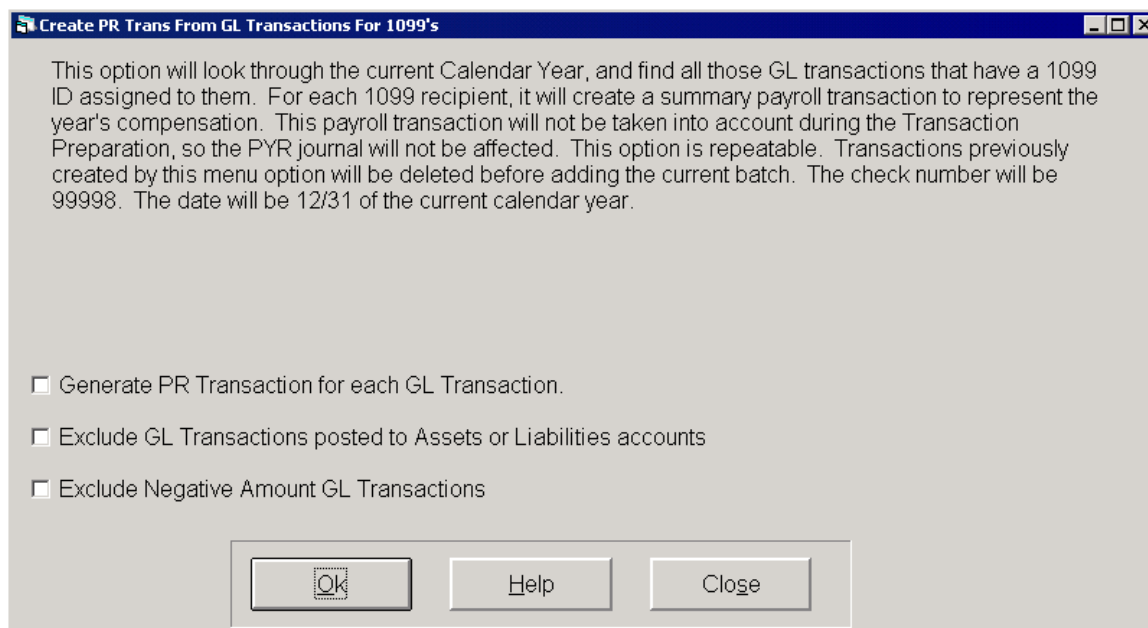 Create PR Trans From GL Transactions For 1099's
This option will look through the current Calendar Year, and find all those GL transactions that have a 1099
ID assigned to them.  For each 1099 recipient, it will create a summary payroll transaction to represent the
year's compensation.  This payroll transaction will not be taken into account during the Transaction
Preparation, so the PYR journal will not be affected.  This option is repeatable.  Transactions previously
created by this menu option will be deleted before adding the current batch.  The check number will be
99998.  The date will be 12/31 of the current calendar year.
Generate PR Transaction for each GL Transaction.
Exclude GL Transactions posted to Assets or Liabilities accounts
Exclude Negative Amount GL Transactions
Ok Help Close